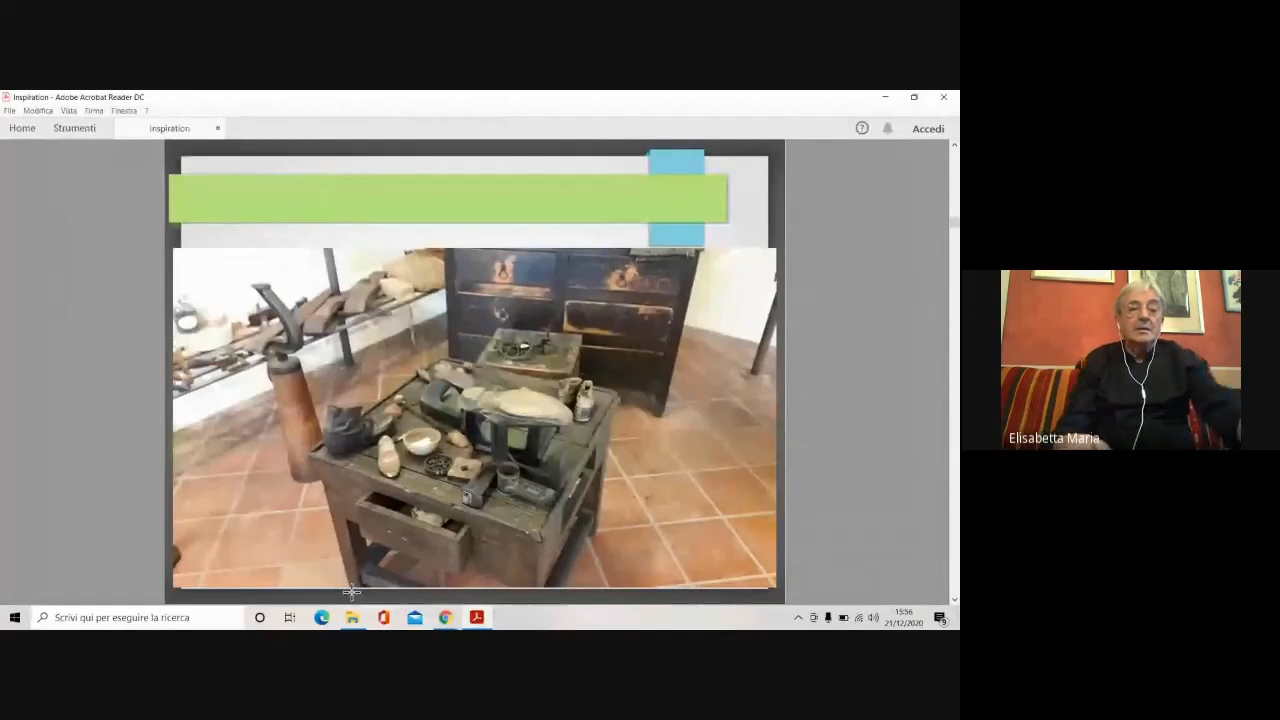 Inspiration - Adobe Acrobat Reader DC
File Modifica Vista Firma Finestra ?
Home Strumenti Inspiration Accedi
Elisabetta Maria
Scrivi qui per eseguire la ricerca
15:56
21/12/2020